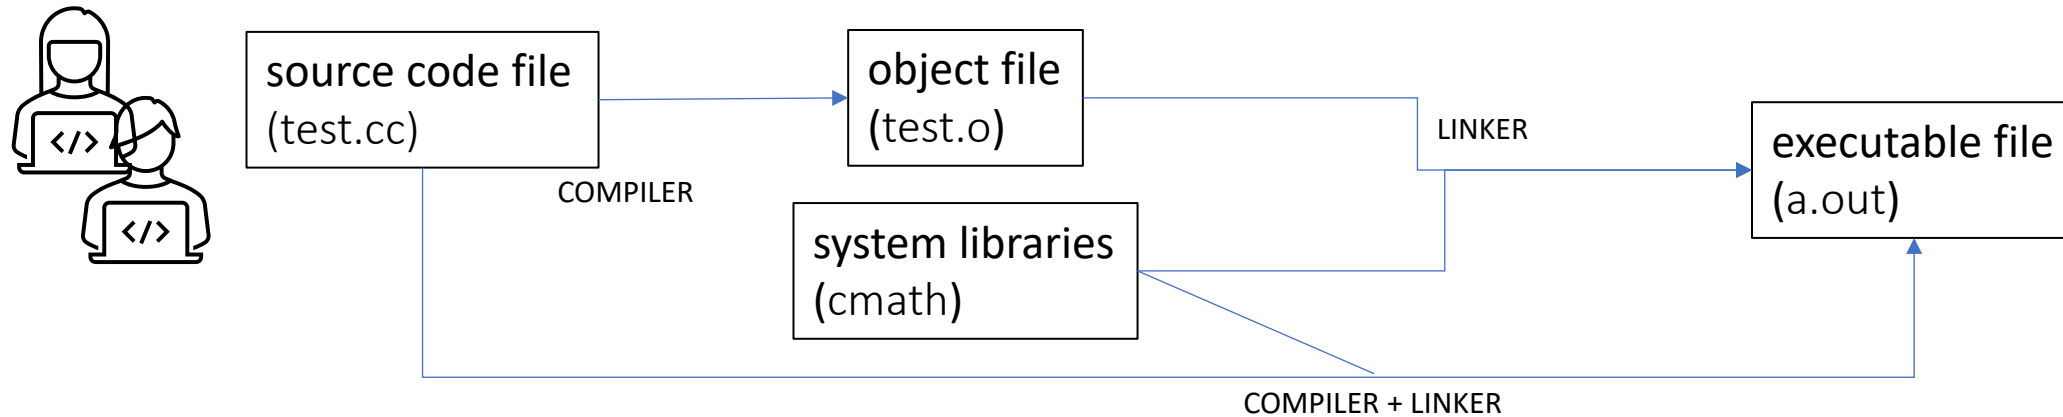 source code file
(test.cc)
object file
(test.o)
COMPILER
system libraries
(cmath)
LINKER
executable file
(a.out)
COMPILER + LINKER
</>
</>